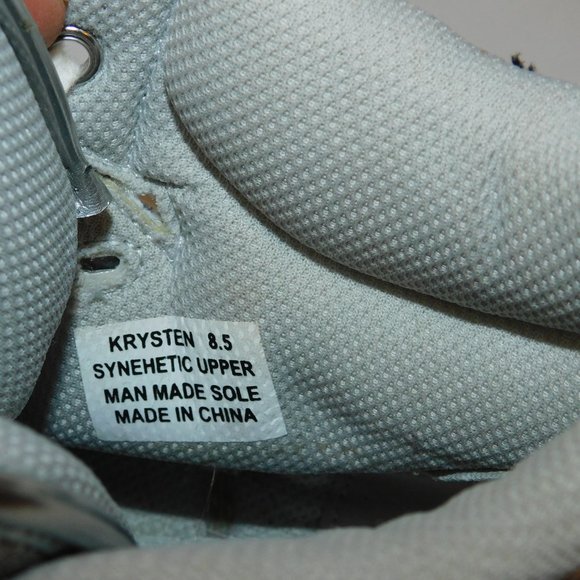 KRYSTEN 8.5
SYNEHETIC UPPER
MAN MADE SOLE
MADE IN CHINA